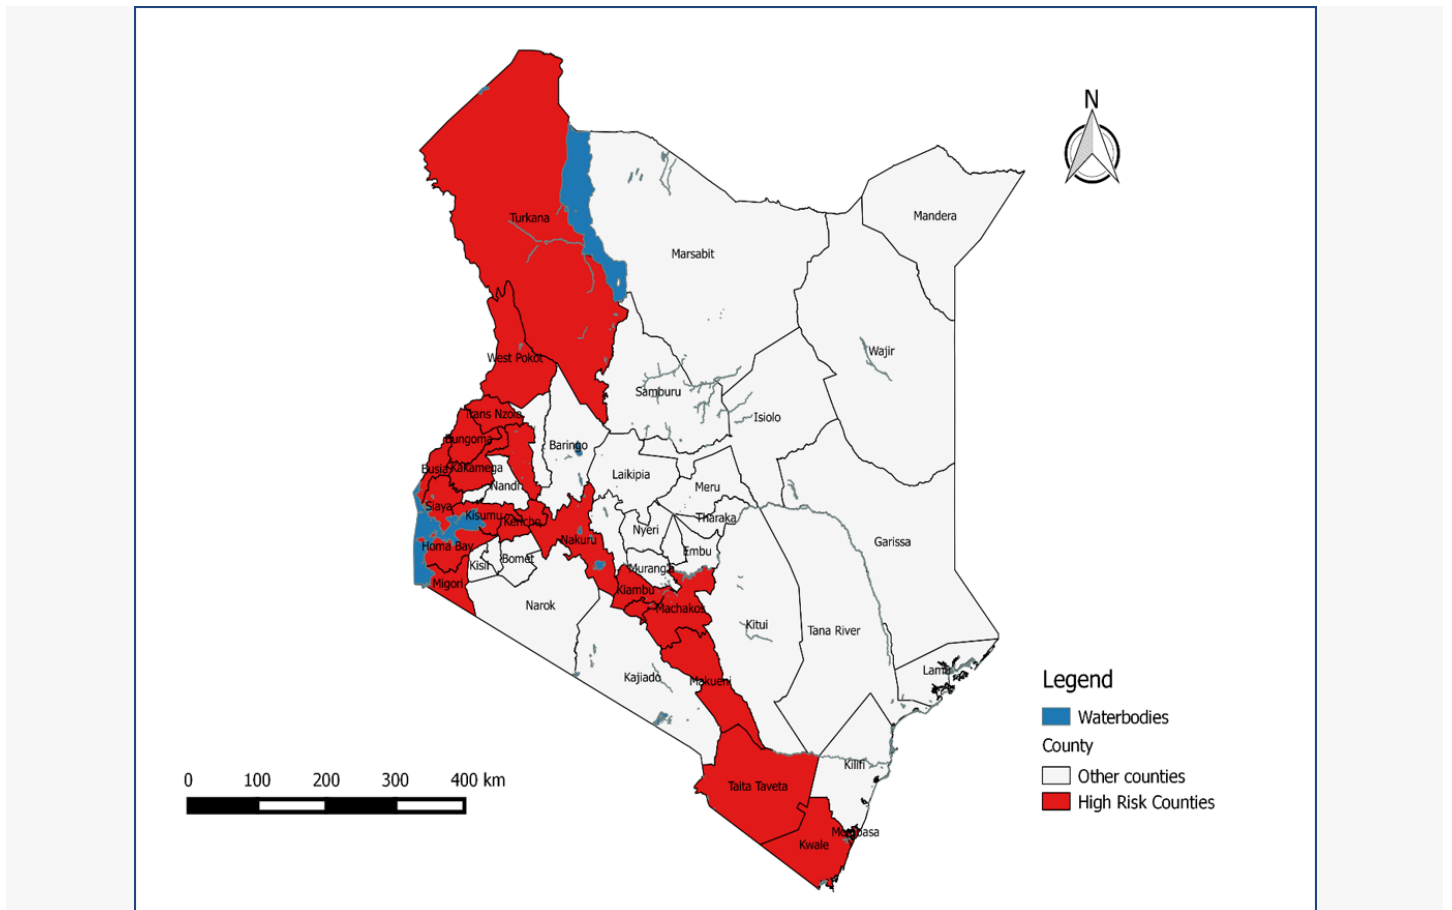 N
Mandera
Turkana
Marsabit
Wajir
West Pokot
Samburu
Isiolo
Trans Nzoia
Bungoma
Baringo
Busia
Kakamega
Laikipia
Nandi
Meru
Siaya
Kisumu
Kericho
Tharaka
Nyeri
Nakuru
Garissa
Homa Bay
Embu
Bomet
Kisii
Muranga
Migori
Kiambu
Narok
Machakos
Kitui
Tana River
Lamu
Kajiado
Makueni
Legend
Waterbodies
County
Kilifi
Other counties
0 100 200 300 400 km
Taita Taveta
High Risk Counties
Mombasa
Kwale